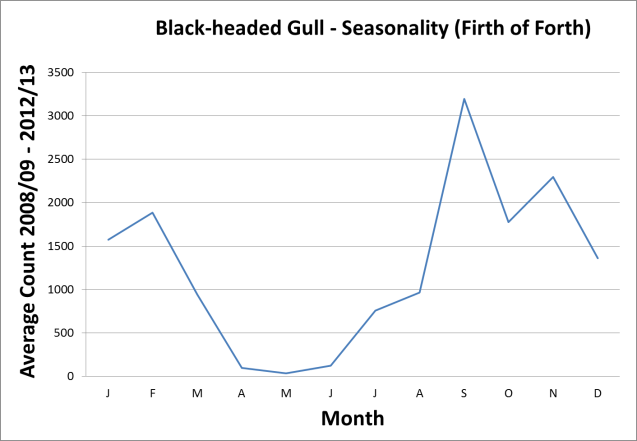 Black-headed Gull - Seasonality (Firth of Forth)
Average Count 2008/09 - 2012/13
3500
3000
2500
2000
1500
1000
500
0
J F M A M J J A S O N D
Month